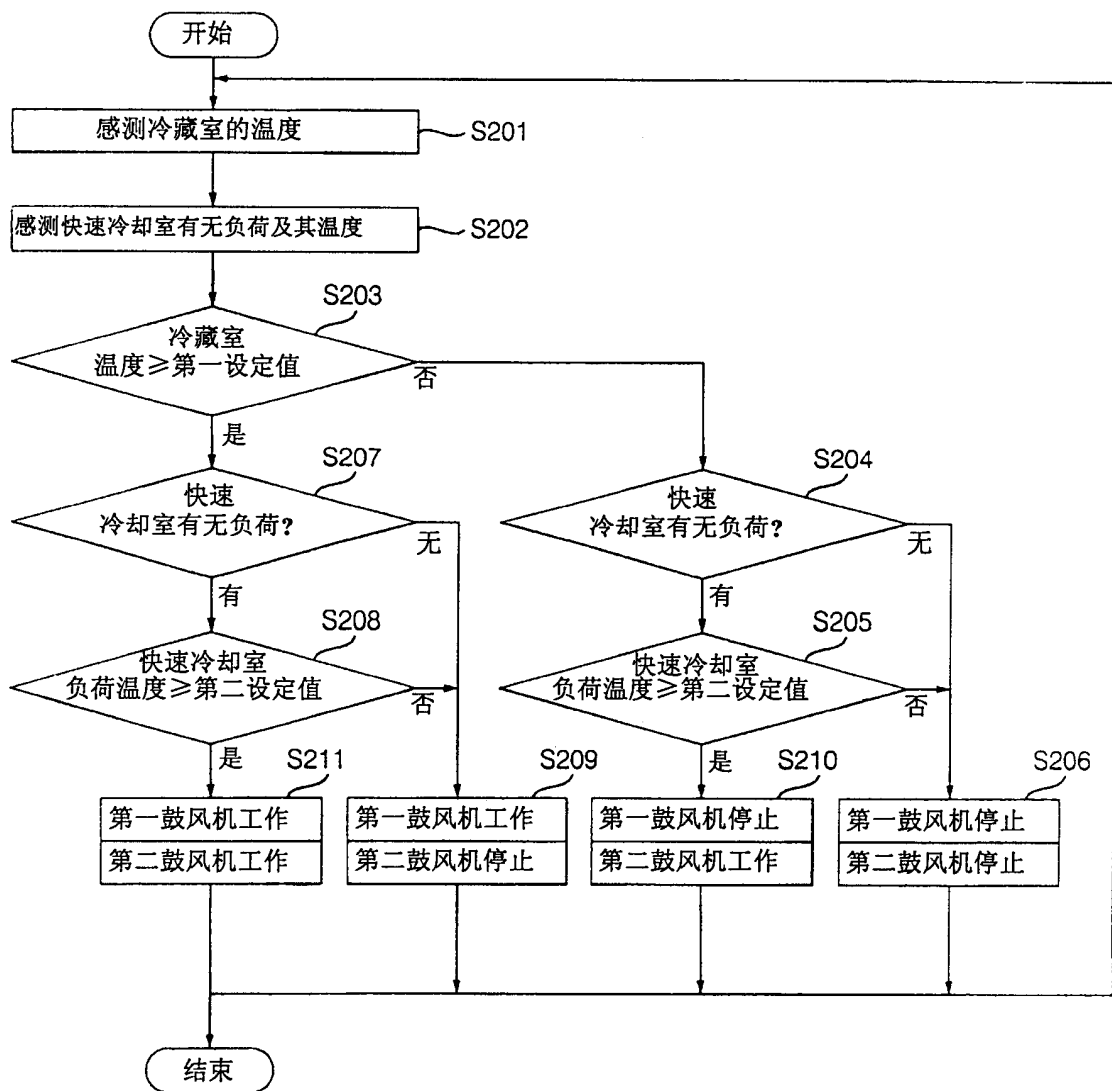 开始
感测冷藏室的温度
S201
感测快速冷却室有无负荷及其温度
S202
S203
冷藏室
温度≥第一设定值
否
是
S207
快速
冷却室有无负荷?
无
有
S204
快速
冷却室有无负荷?
无
有
S208
快速冷却室
负荷温度≥第二设定值
否
是
S205
快速冷却室
负荷温度≥第二设定值
否
是
S211
第一鼓风机工作
第二鼓风机工作
S209
第一鼓风机工作
第二鼓风机停止
S210
第一鼓风机停止
第二鼓风机工作
S206
第一鼓风机停止
第二鼓风机停止
结束